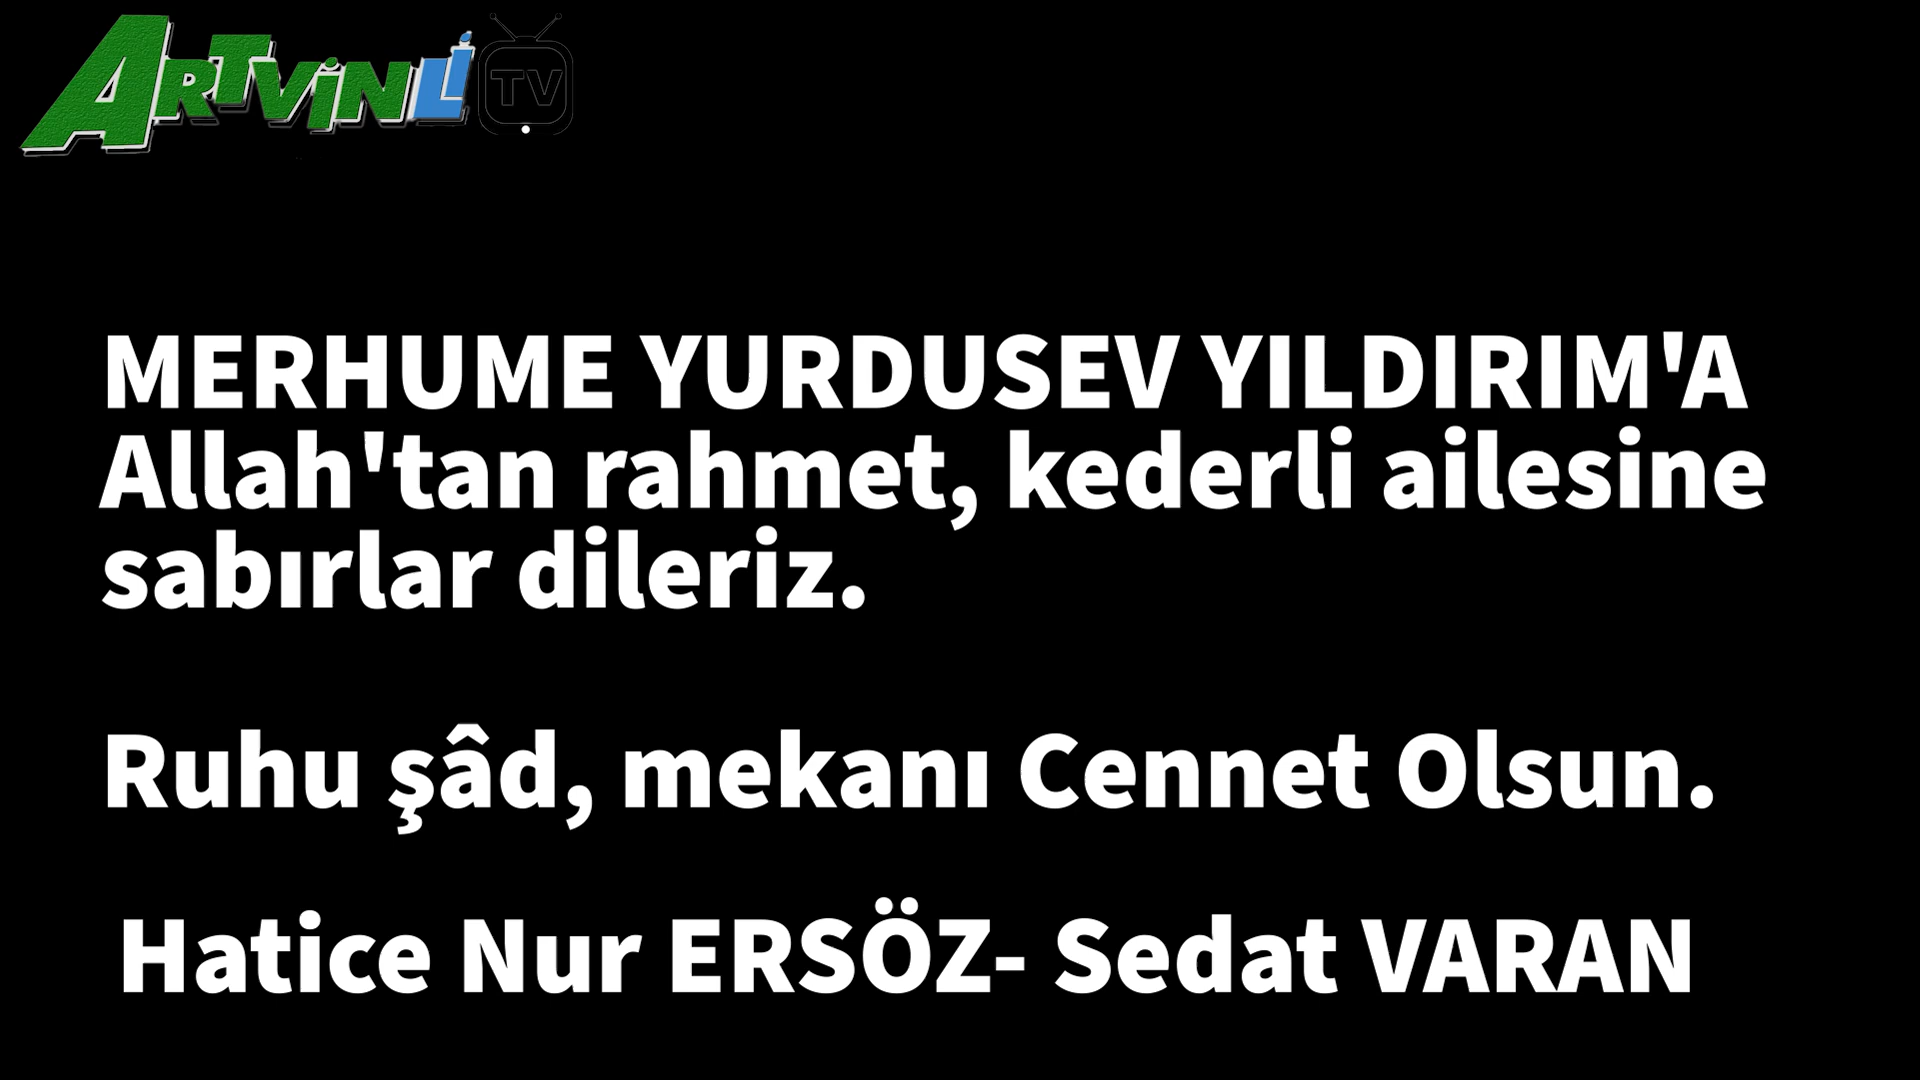 ARTVİNLİ TV
MERHUME YURDUSEV YILDIRIM'A
Allah'tan rahmet, kederli ailesine
sabırlar dileriz.
Ruhu şâd, mekanı Cennet Olsun.
Hatice Nur ERSÖZ- Sedat VARAN